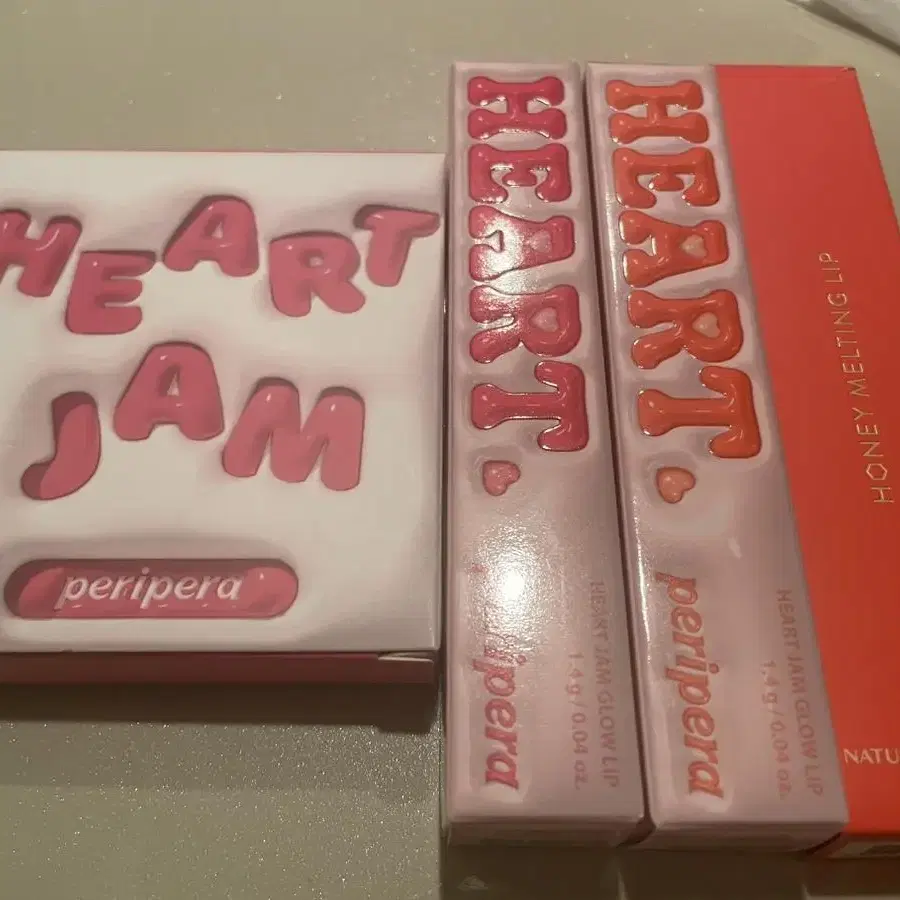 HEART
JAM
peripera
HEART
HEART JAM GLOW LIP
1.4g / 0.04 oz.
HEART
peripera
HEART JAM GLOW LIP
1.4g / 0.04 oz.
HONEY MELTING LIP